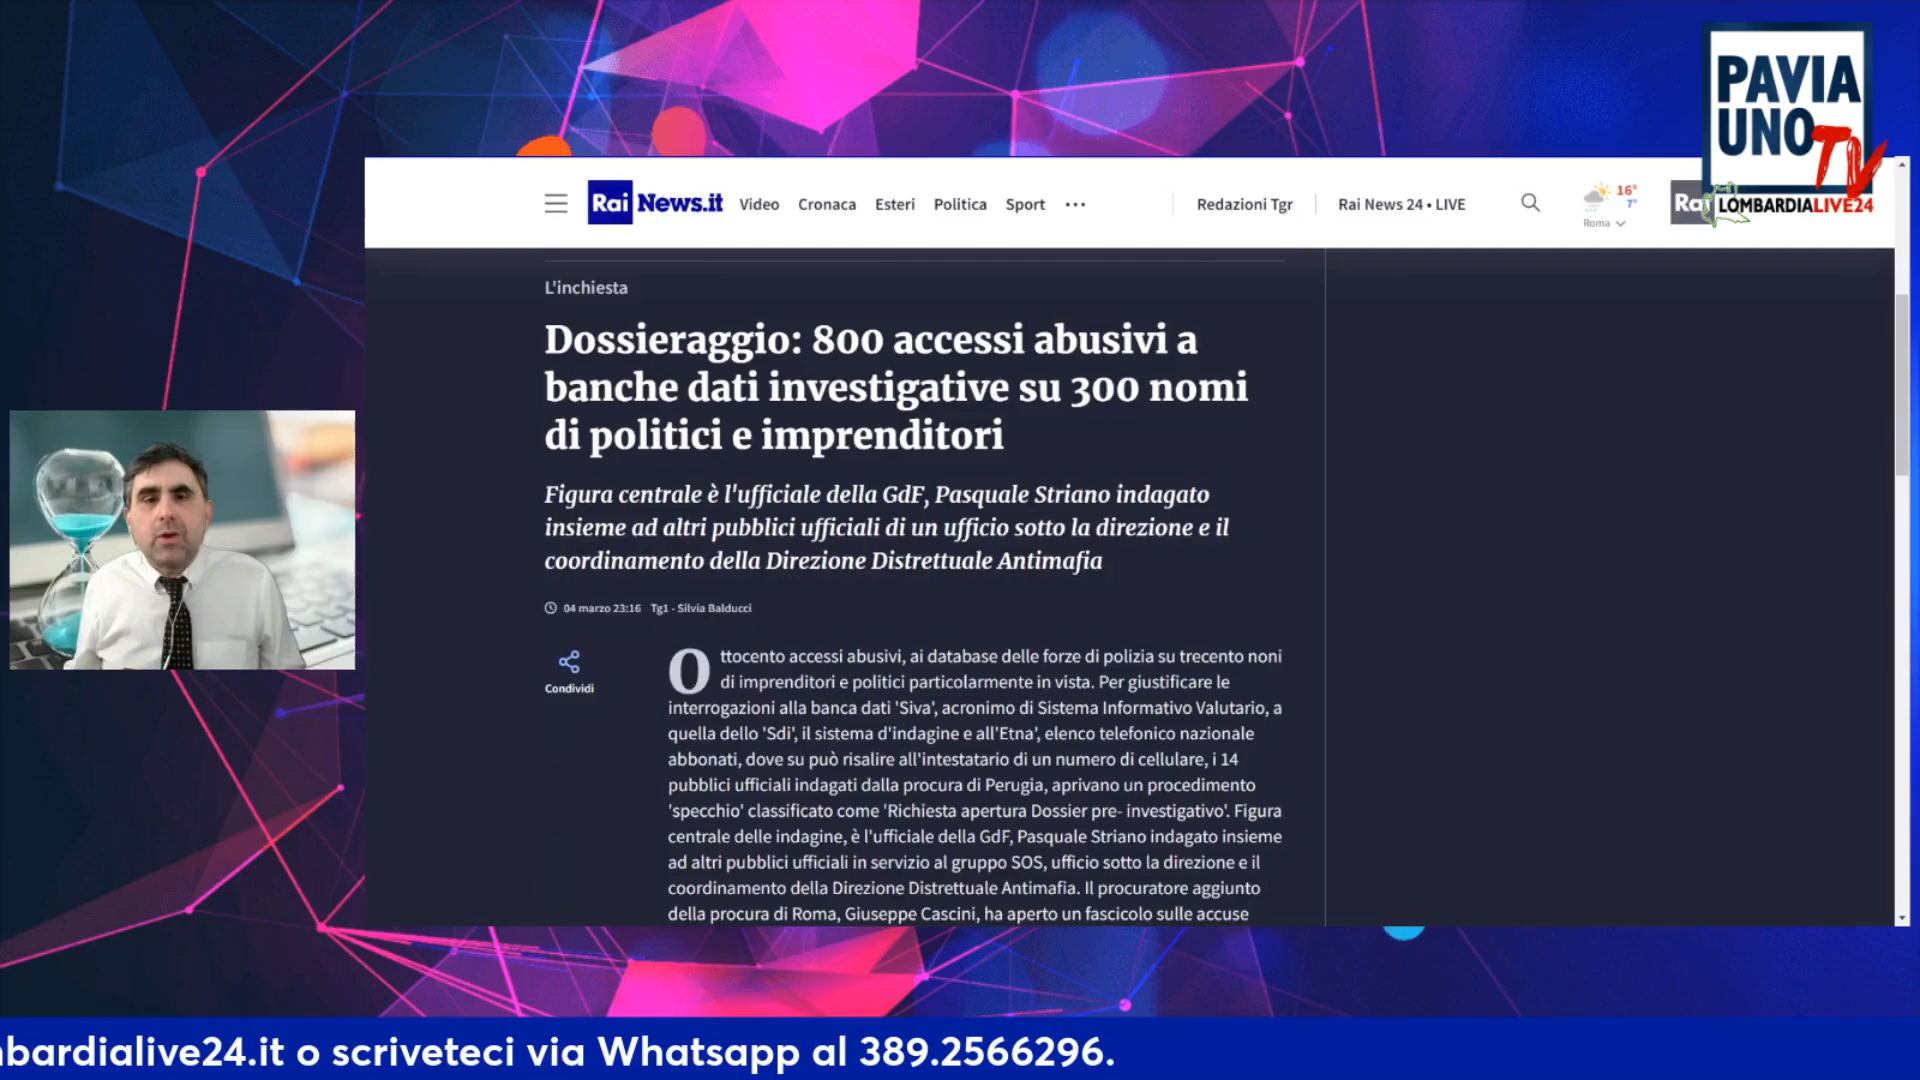 PAVIA
UNO TV
LOMBARDIALIVE24
Rai News.it Video Cronaca Esteri Politica Sport ··· Redazioni Tgr Rai News 24 • LIVE 16° 7° Roma Rai
L'inchiesta
Dossieraggio: 800 accessi abusivi a
banche dati investigative su 300 nomi
di politici e imprenditori
Figura centrale è l'ufficiale della GdF, Pasquale Striano indagato
insieme ad altri pubblici ufficiali di un ufficio sotto la direzione e il
coordinamento della Direzione Distrettuale Antimafia
04 marzo 23:16 Tg1 - Silvia Balducci
Condividi
Ottocento accessi abusivi, ai database delle forze di polizia su trecento noni
di imprenditori e politici particolarmente in vista. Per giustificare le
interrogazioni alla banca dati 'Siva', acronimo di Sistema Informativo Valutario, a
quella dello 'Sdi', il sistema d'indagine e all'Etna', elenco telefonico nazionale
abbonati, dove su può risalire all'intestatario di un numero di cellulare, i 14
pubblici ufficiali indagati dalla procura di Perugia, aprivano un procedimento
'specchio' classificato come 'Richiesta apertura Dossier pre- investigativo'. Figura
centrale delle indagine, è l'ufficiale della GdF, Pasquale Striano indagato insieme
ad altri pubblici ufficiali in servizio al gruppo SOS, ufficio sotto la direzione e il
coordinamento della Direzione Distrettuale Antimafia. Il procuratore aggiunto
della procura di Roma, Giuseppe Cascini, ha aperto un fascicolo sulle accuse
mbardialive24.it o scriveteci via Whatsapp al 389.2566296.